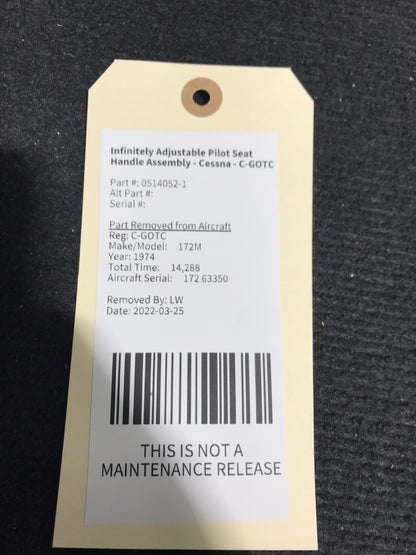 Infinitely Adjustable Pilot Seat
Handle Assembly - Cessna - C-GOTC
Part #: 0514052-1
Alt Part #:
Serial #:
Part Removed from Aircraft
Reg: C-GOTC
Make/Model: 172M
Year: 1974
Total Time: 14,288
Aircraft Serial: 172 63350
Removed By: LW
Date: 2022-03-25
THIS IS NOT A
MAINTENANCE RELEASE